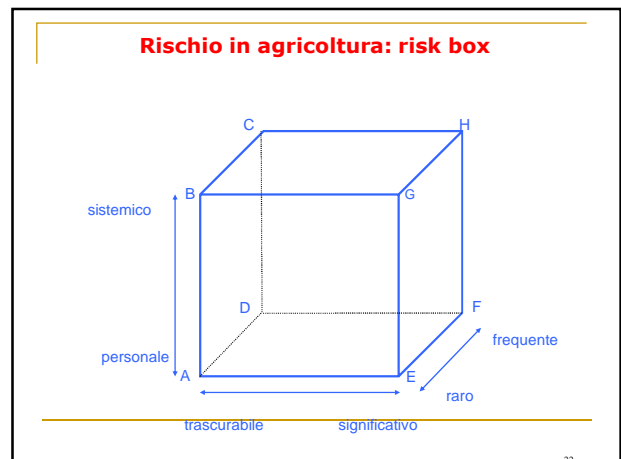 Rischio in agricoltura: risk box
C
H
B
G
sistemico
D
F
frequente
personale
A
E
raro
trascurabile
significativo